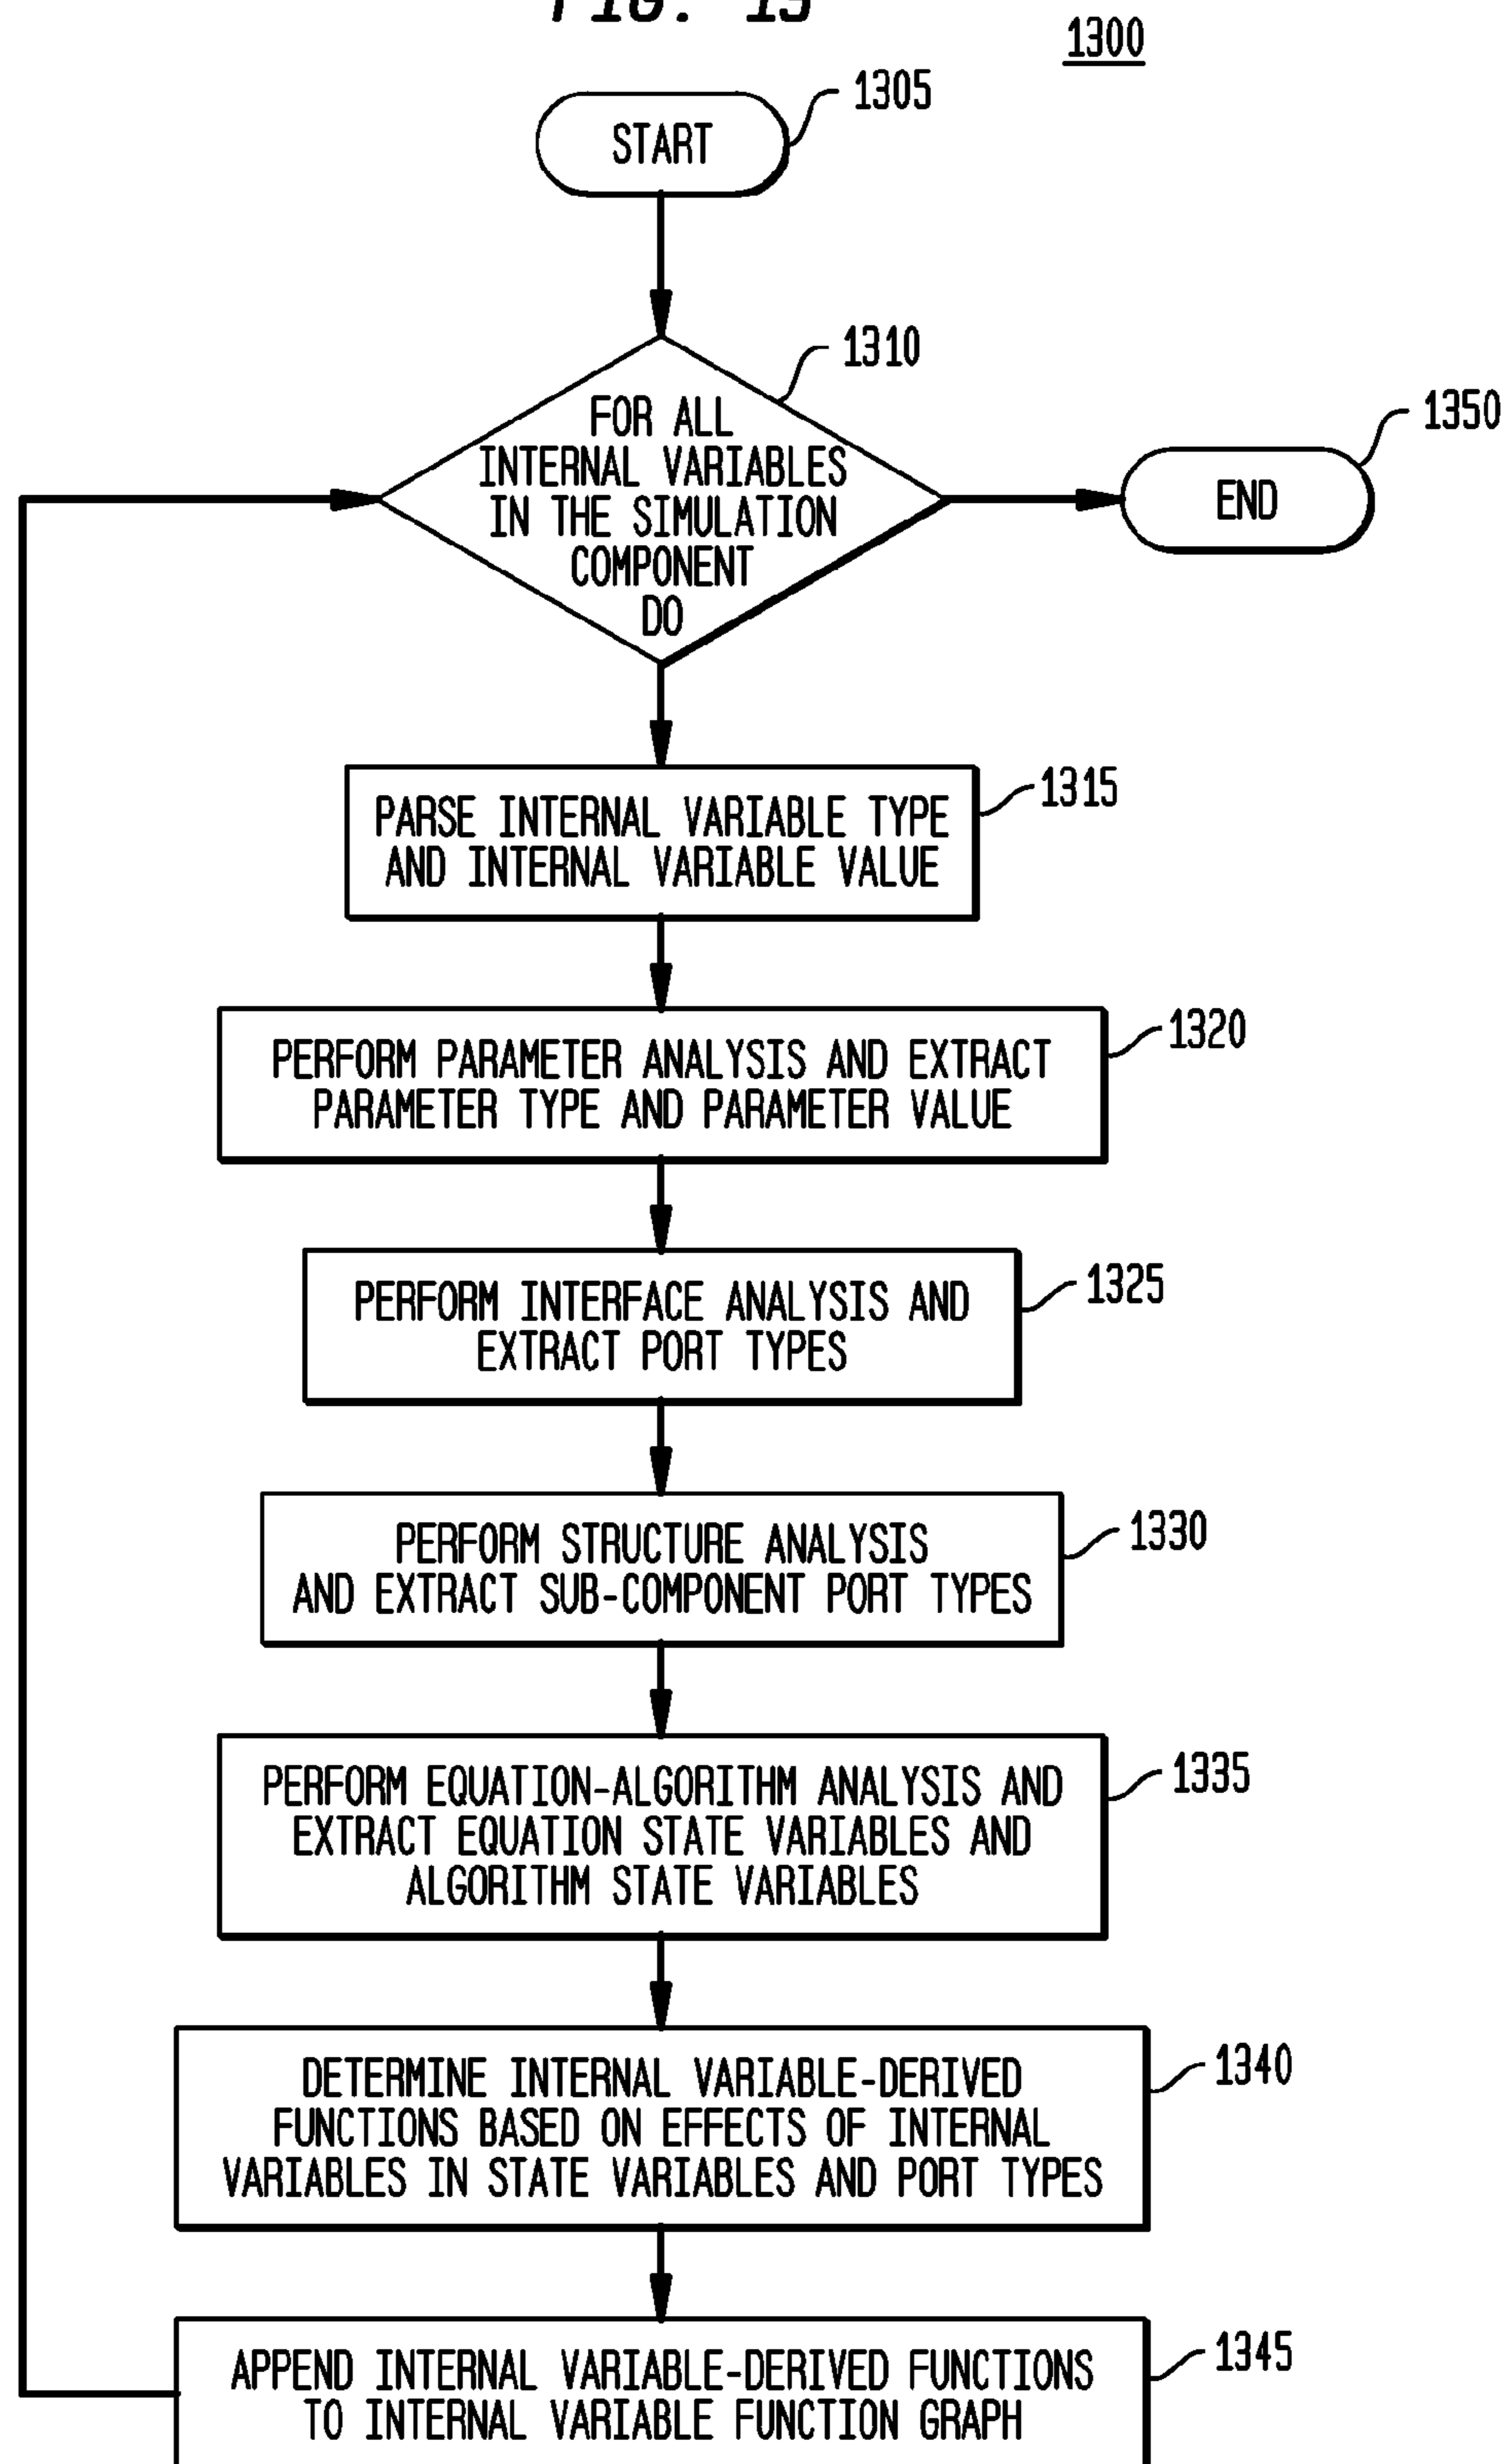 FIG. 13
1300
1305
START
1310
FOR ALL
INTERNAL VARIABLES
IN THE SIMULATION
COMPONENT
DO
1350
END
1315
PARSE INTERNAL VARIABLE TYPE
AND INTERNAL VARIABLE VALUE
1320
PERFORM PARAMETER ANALYSIS AND EXTRACT
PARAMETER TYPE AND PARAMETER VALUE
1325
PERFORM INTERFACE ANALYSIS AND
EXTRACT PORT TYPES
1330
PERFORM STRUCTURE ANALYSIS
AND EXTRACT SUB-COMPONENT PORT TYPES
1335
PERFORM EQUATION-ALGORITHM ANALYSIS AND
EXTRACT EQUATION STATE VARIABLES AND
ALGORITHM STATE VARIABLES
1340
DETERMINE INTERNAL VARIABLE-DERIVED
FUNCTIONS BASED ON EFFECTS OF INTERNAL
VARIABLES IN STATE VARIABLES AND PORT TYPES
1345
APPEND INTERNAL VARIABLE-DERIVED FUNCTIONS
TO INTERNAL VARIABLE FUNCTION GRAPH